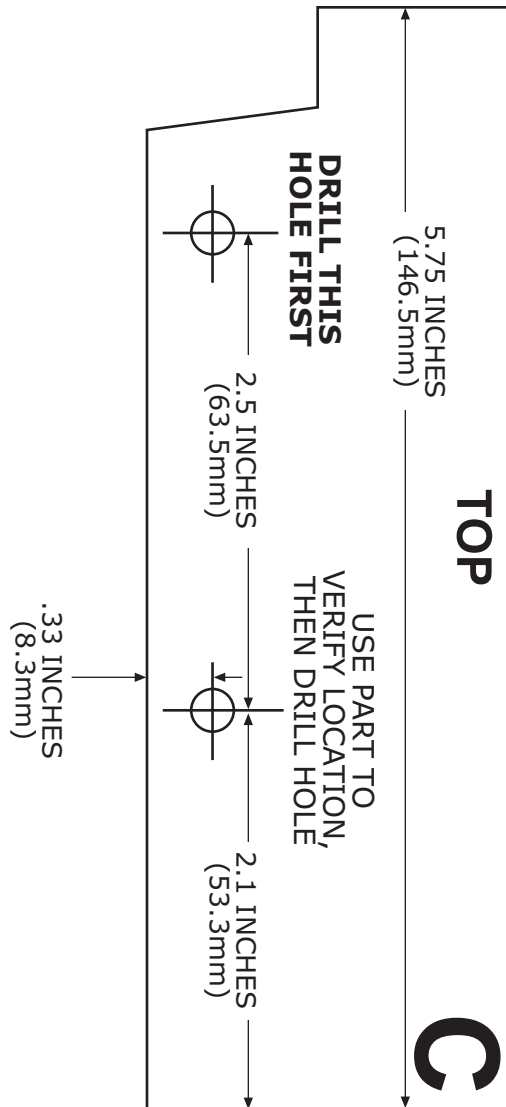 TOP
C
5.75 INCHES
(146.5mm)
DRILL THIS
HOLE FIRST
USE PART TO
VERIFY LOCATION,
THEN DRILL HOLE
2.5 INCHES
(63.5mm)
2.1 INCHES
(53.3mm)
.33 INCHES
(8.3mm)